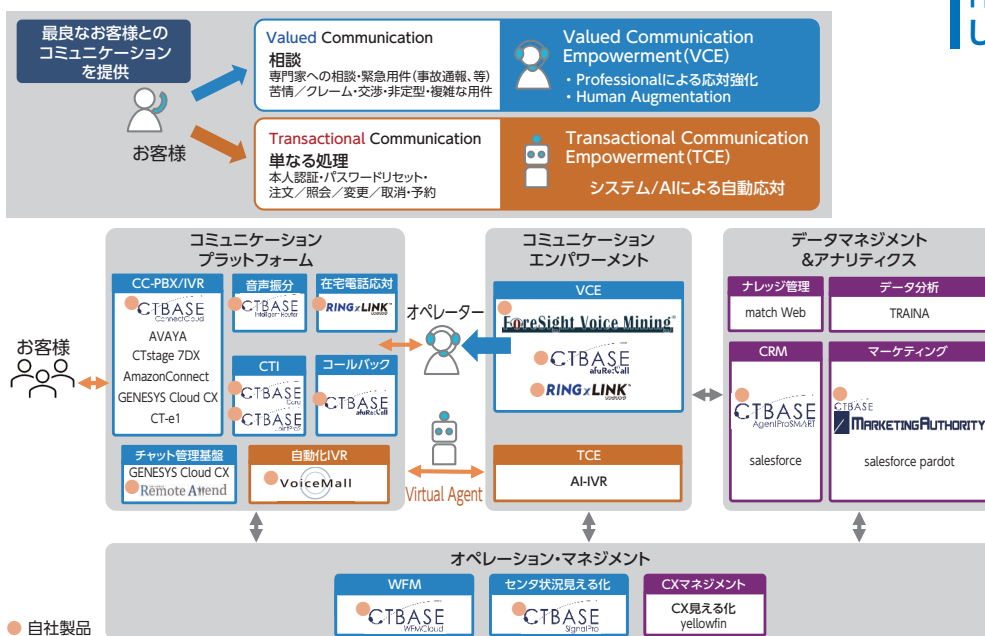 最良なお客様との
コミュニケーション
を提供
お客様
Valued Communication
相談
専門家への相談・緊急用件(事故通報、等)
苦情／クレーム・交渉・非定型・複雑な用件
Valued Communication
Empowerment(VCE)
・Professionalによる応対強化
・Human Augmentation
Transactional Communication
単なる処理
本人認証・パスワードリセット・
注文／照会／変更／取消・予約
Transactional Communication
Empowerment(TCE)
システム/AIによる自動応対
お客様
コミュニケーション
プラットフォーム
CC-PBX/IVR
CTBASE
ConnectCloud
AVAYA
CTstage 7DX
AmazonConnect
GENESYS Cloud CX
CT-e1
音声振分
CTBASE
Intelligent Router
在宅電話応対
RINGxLINK
CTI
CTBASE
CTBASE
コールバック
CTBASE
afuRe:Call
チャット管理基盤
GENESYS Cloud CX
Remote Attend
自動化IVR
VoiceMall
オペレーター
Virtual Agent
コミュニケーション
エンパワーメント
VCE
ForeSight Voice Mining
CTBASE
afuRe:Call
RINGxLINK
TCE
AI-IVR
データマネジメント
&アナリティクス
ナレッジ管理
match Web
データ分析
TRAINA
CRM
CTBASE
AgentProSMART
salesforce
マーケティング
CTBASE
MARKETINGAUTHORITY
salesforce pardot
オペレーション・マネジメント
WFM
CTBASE
WFMCloud
センタ状況見える化
CTBASE
SignalPro
CXマネジメント
CX見える化
yellowfin
自社製品